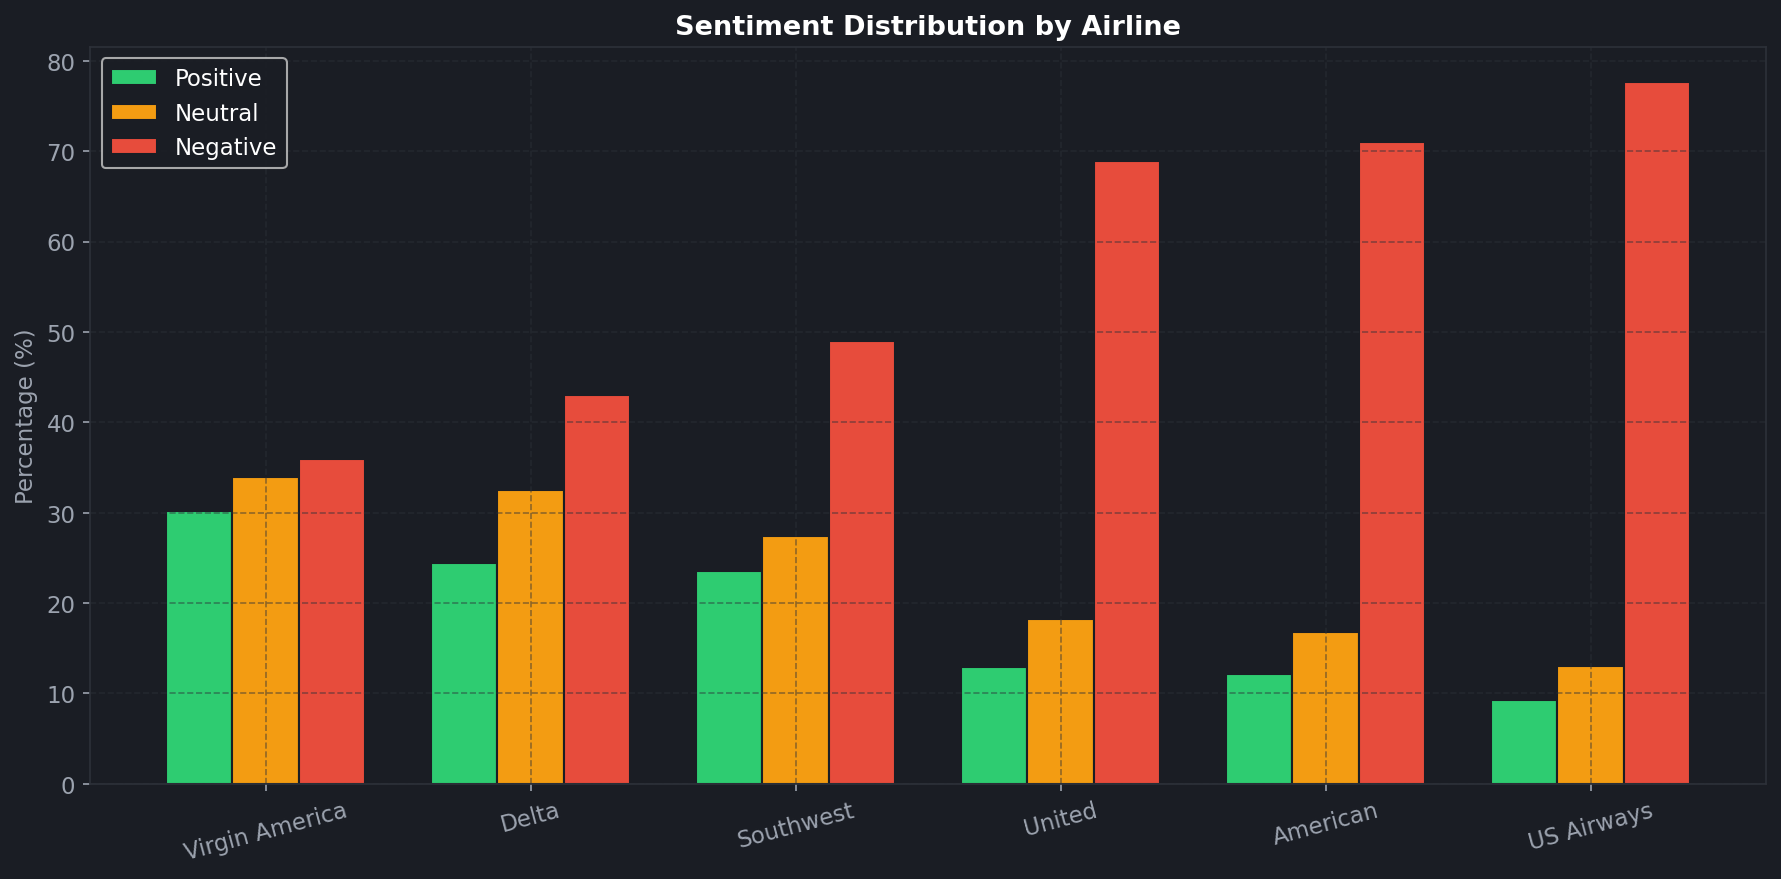 Sentiment Distribution by Airline
Positive
Neutral
Negative
Percentage (%)
80
70
60
50
40
30
20
10
0
Virgin America
Delta
Southwest
United
American
US Airways